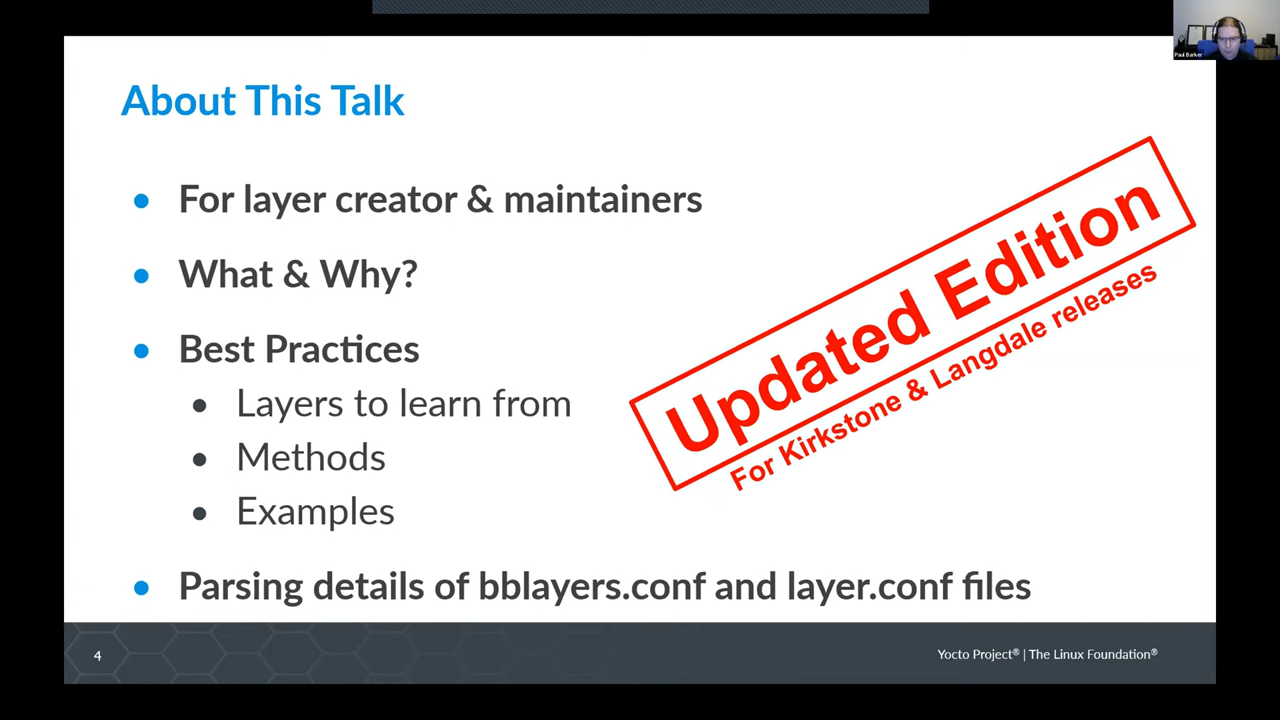 Paul Barker
About This Talk
For layer creator & maintainers
What & Why?
Best Practices
Layers to learn from
Methods
Examples
Parsing details of bblayers.conf and layer.conf files
Updated Edition
For Kirkstone & Langdale releases
4
Yocto Project® | The Linux Foundation®